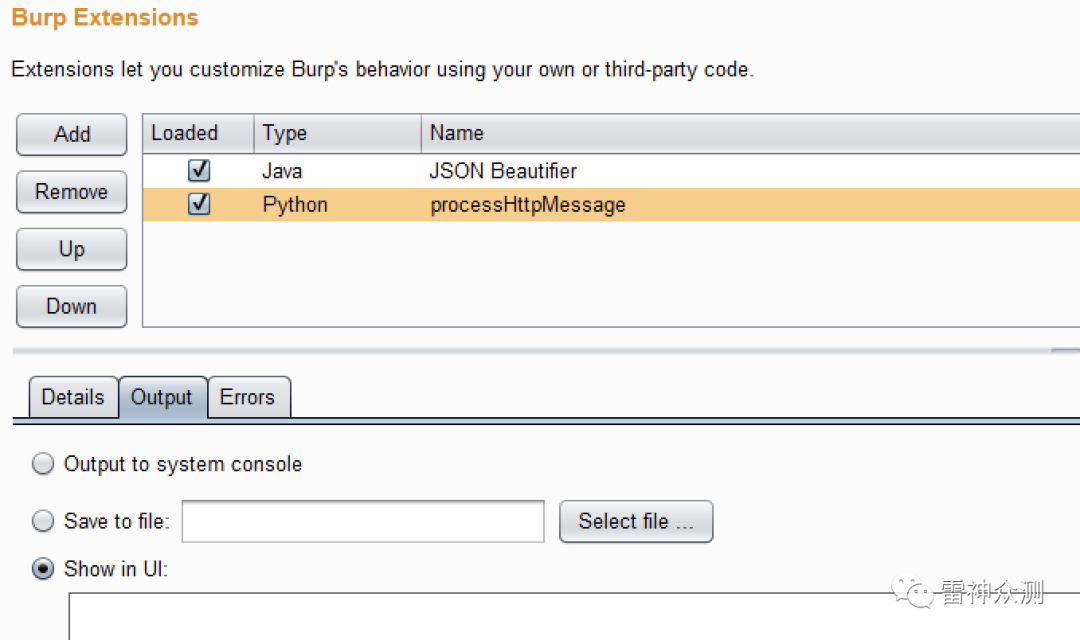 Burp Extensions
Extensions let you customize Burp's behavior using your own or third-party code.
Add
Loaded Type Name
Java JSON Beautifier
Remove
Python processHttpMessage
Up
Down
Details Output Errors
Output to system console
Save to file: Select file ...
Show in UI:
雷神众测